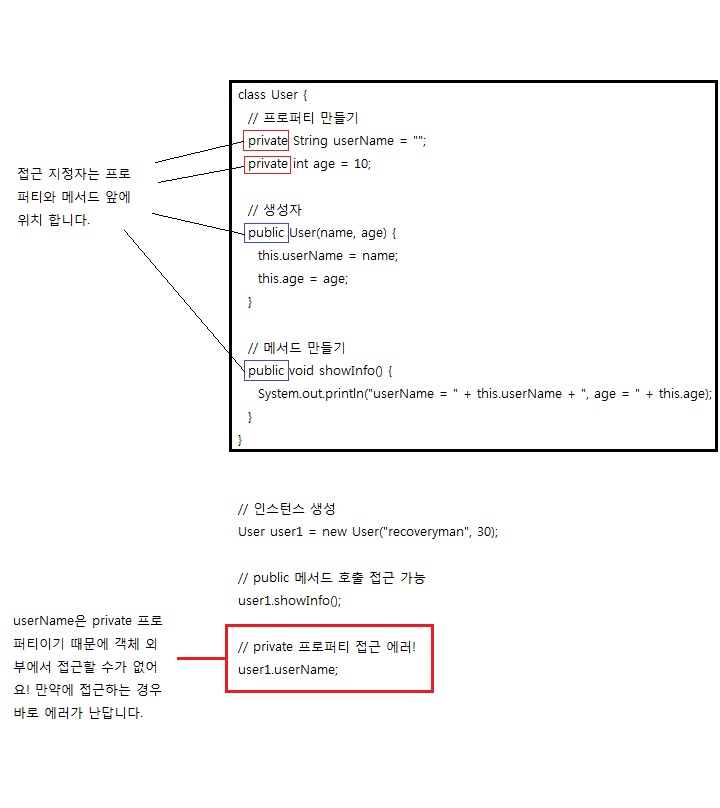 class User {
// 프로퍼티 만들기
private String userName = "";
private int age = 10;
접근 지정자는 프로
퍼티와 메서드 앞에
위치 합니다.
// 생성자
public User(name, age) {
this.userName = name;
this.age = age;
}
// 메서드 만들기
public void showInfo() {
System.out.println("userName = " + this.userName + ", age = " + this.age);
}
}
// 인스턴스 생성
User user1 = new User("recoveryman", 30);
// public 메서드 호출 접근 가능
user1.showInfo();
userName은 private 프로
퍼티이기 때문에 객체 외
부에서 접근할 수가 없어
요! 만약에 접근하는 경우
바로 에러가 난답니다.
// private 프로퍼티 접근 에러!
user1.userName;